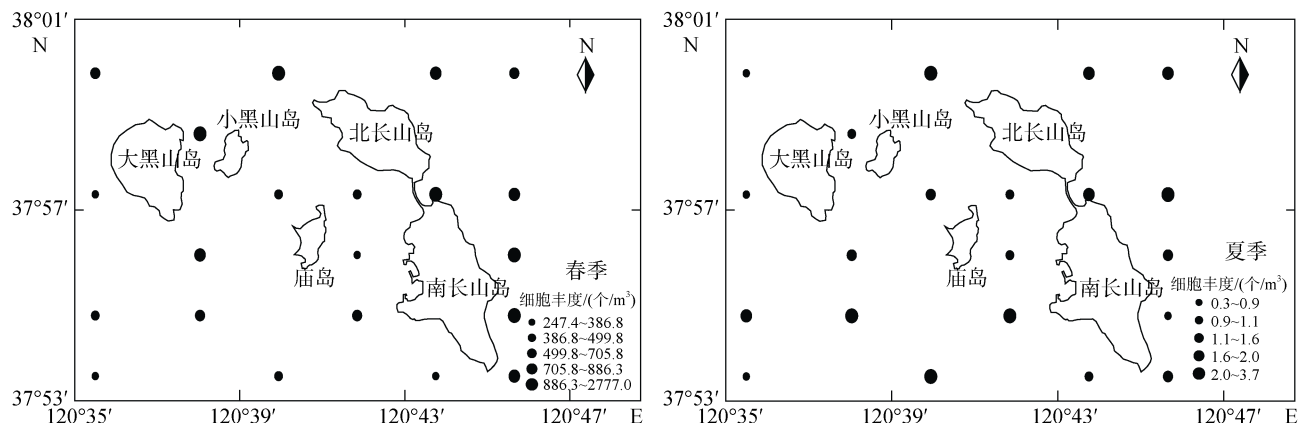 38°01′
N
N
小黑山岛
北长山岛
大黑山岛
37°57′
春季
庙岛
南长山岛
细胞丰度/(个/m³)
247.4~386.8
386.8~499.8
499.8~705.8
705.8~886.3
886.3~2777.0
37°53′
120°35′
120°39′
120°43′
120°47′
E
38°01′
N
N
小黑山岛
北长山岛
大黑山岛
37°57′
夏季
庙岛
南长山岛
细胞丰度/(个/m³)
0.3~0.9
0.9~1.1
1.1~1.6
1.6~2.0
2.0~3.7
37°53′
120°35′
120°39′
120°43′
120°47′
E